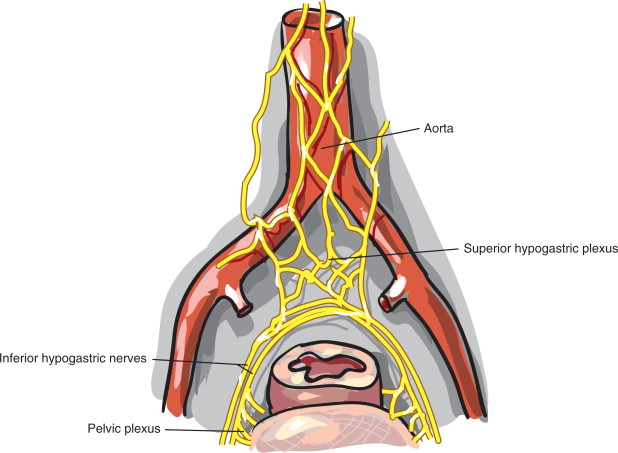 Aorta
Superior hypogastric plexus
Inferior hypogastric nerves
Pelvic plexus